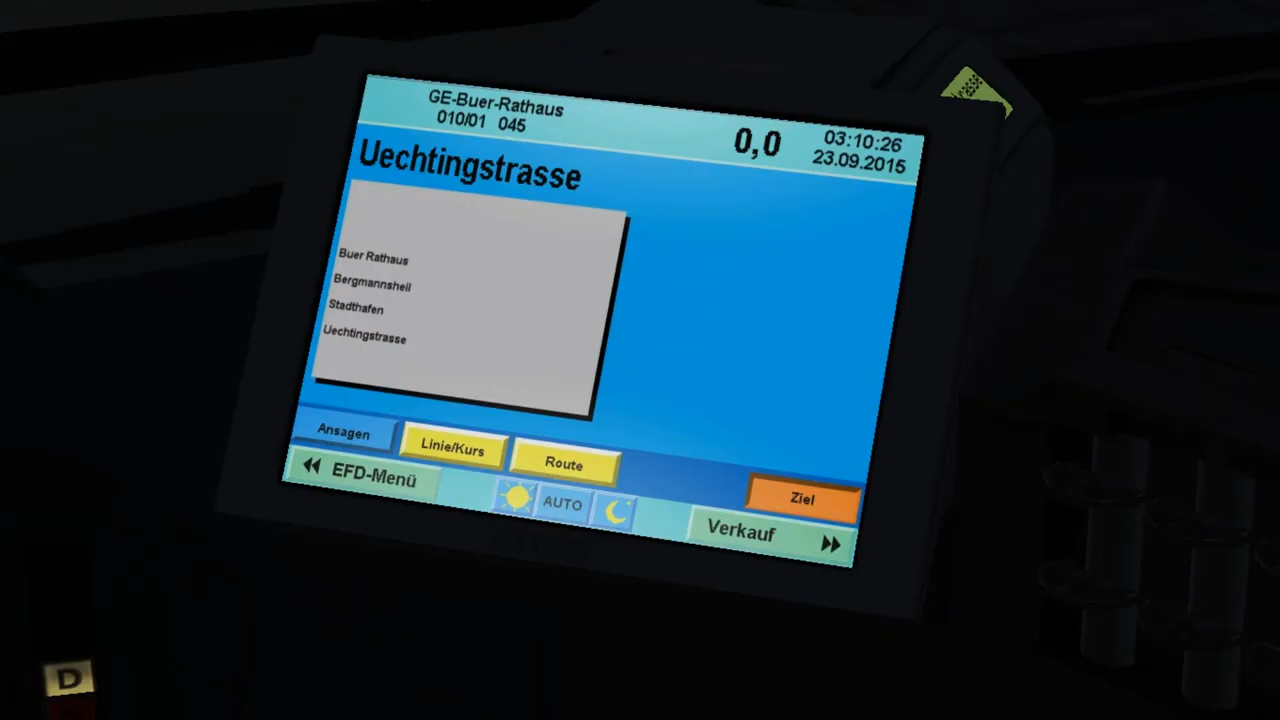 GE-Buer-Rathaus
010/01 045
0,0
03:10:26
23.09.2015
Uechtingstrasse
Buer Rathaus
Bergmannsheil
Stadthafen
Uechtingstrasse
Ansagen
Linie/Kurs
Route
Ziel
EFD-Menü
AUTO
Verkauf
D